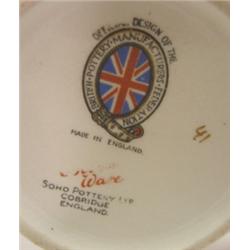 OFFICIAL DESIGN OF THE
BRITISH POTTERY MANUFACTURERS FEDERATION
MADE IN ENGLAND.
Ware
SOHO POTTERY LTD
COBRIDGE
ENGLAND.